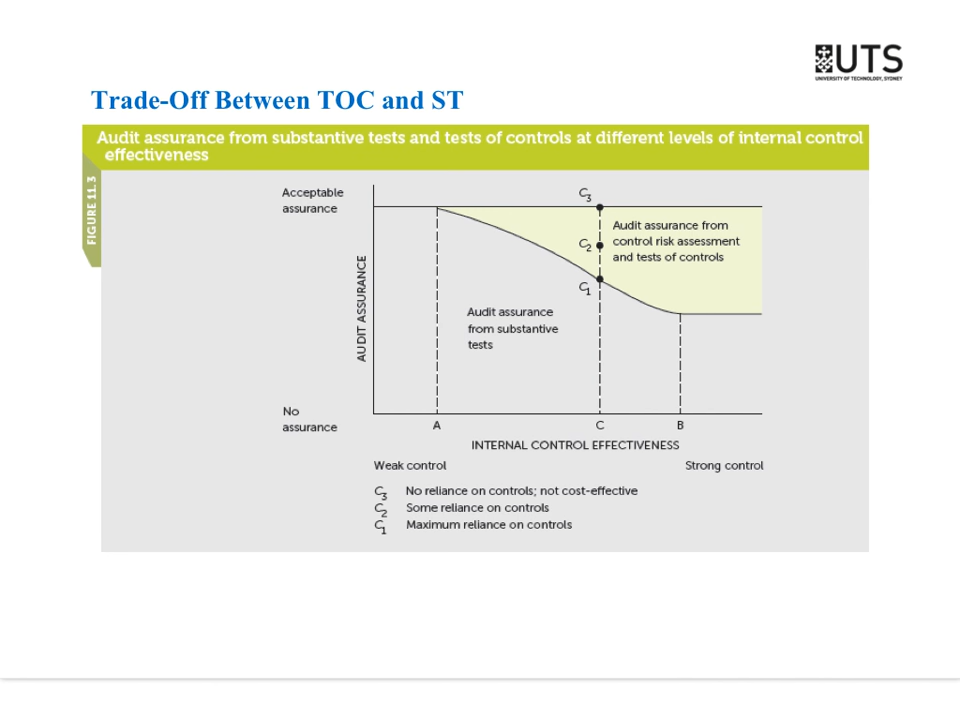 UTS
UNIVERSITY OF TECHNOLOGY, SYDNEY
Trade-Off Between TOC and ST
Audit assurance from substantive tests and tests of controls at different levels of internal control
effectiveness
FIGURE 11.3
Acceptable
assurance
C3
Audit assurance from
control risk assessment
and tests of controls
C2
C1
AUDIT ASSURANCE
Audit assurance
from substantive
tests
No
assurance
A
C
B
INTERNAL CONTROL EFFECTIVENESS
Weak control
Strong control
C3 No reliance on controls; not cost-effective
C2 Some reliance on controls
C1 Maximum reliance on controls